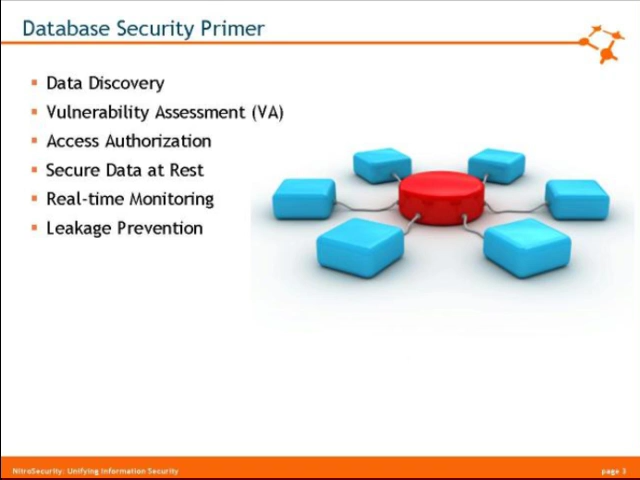 Database Security Primer
Data Discovery
Vulnerability Assessment (VA)
Access Authorization
Secure Data at Rest
Real-time Monitoring
Leakage Prevention
NitroSecurity: Unifying Information Security
page 3